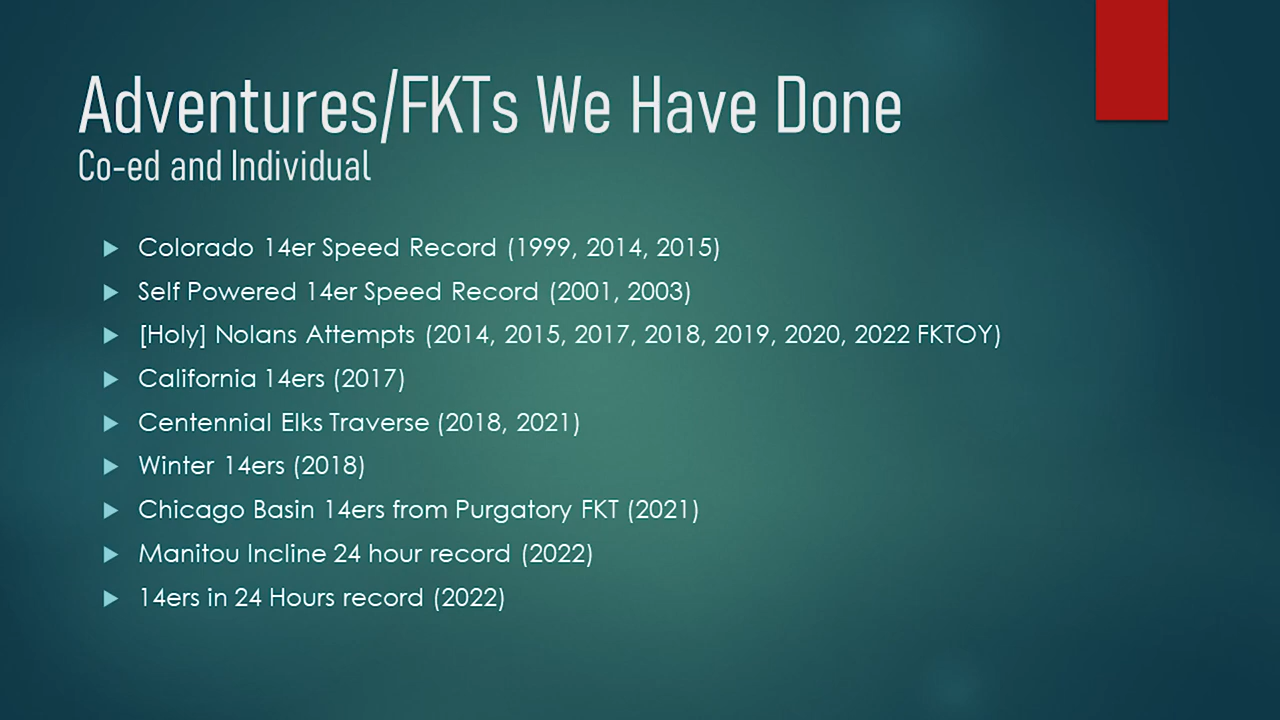 Adventures/FKTs We Have Done
Co-ed and Individual
Colorado 14er Speed Record (1999, 2014, 2015)
Self Powered 14er Speed Record (2001, 2003)
[Holy] Nolans Attempts (2014, 2015, 2017, 2018, 2019, 2020, 2022 FKTOY)
California 14ers (2017)
Centennial Elks Traverse (2018, 2021)
Winter 14ers (2018)
Chicago Basin 14ers from Purgatory FKT (2021)
Manitou Incline 24 hour record (2022)
14ers in 24 Hours record (2022)